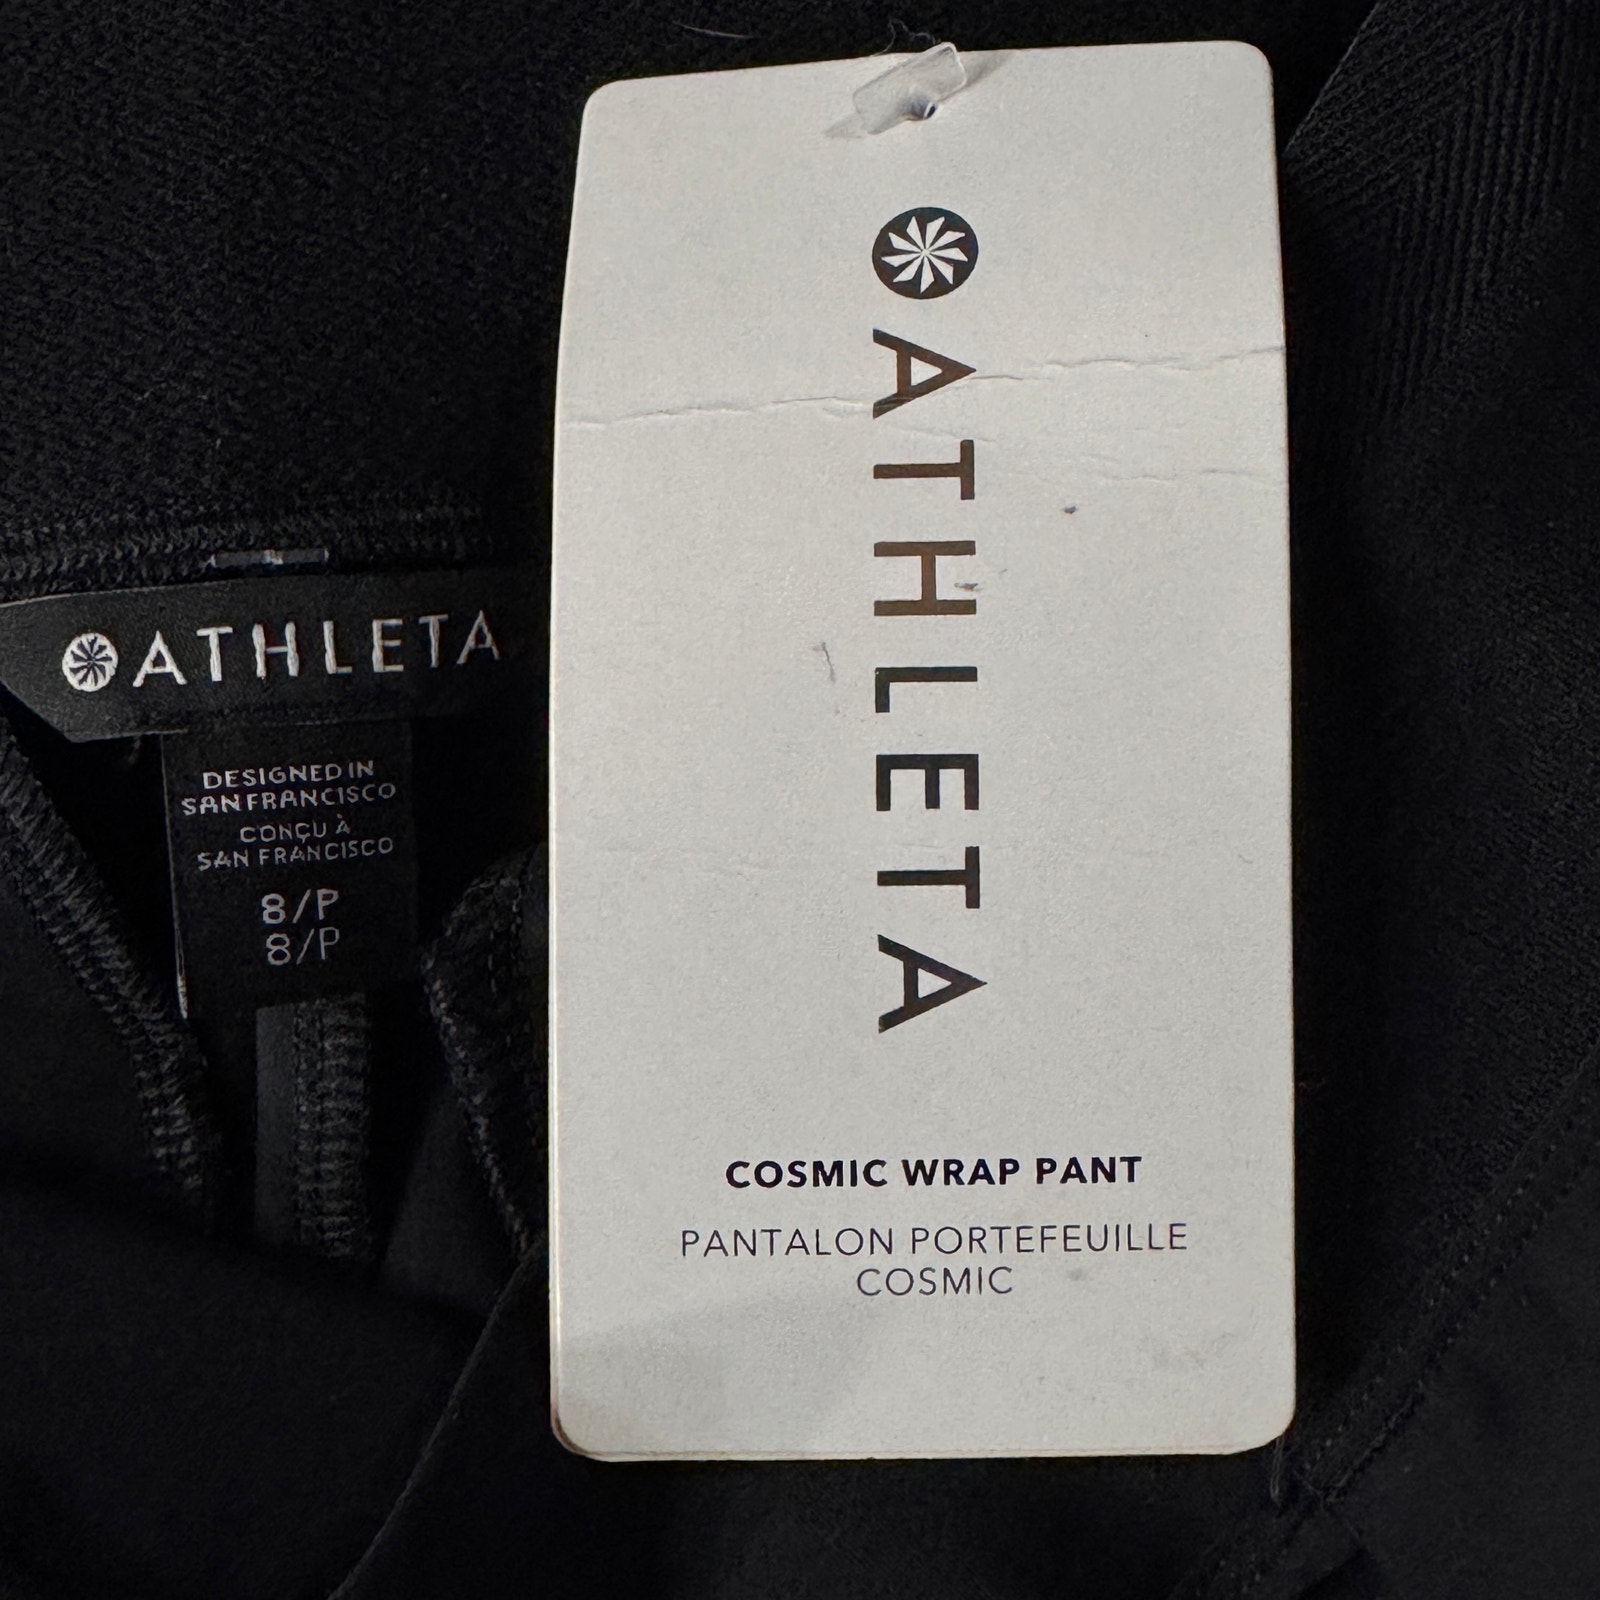 ATHLETA
DESIGNED IN
SAN FRANCISCO
CONÇU À
SAN FRANCISCO
8/P
8/P
ATHLETA
COSMIC WRAP PANT
PANTALON PORTEFEUILLE
COSMIC